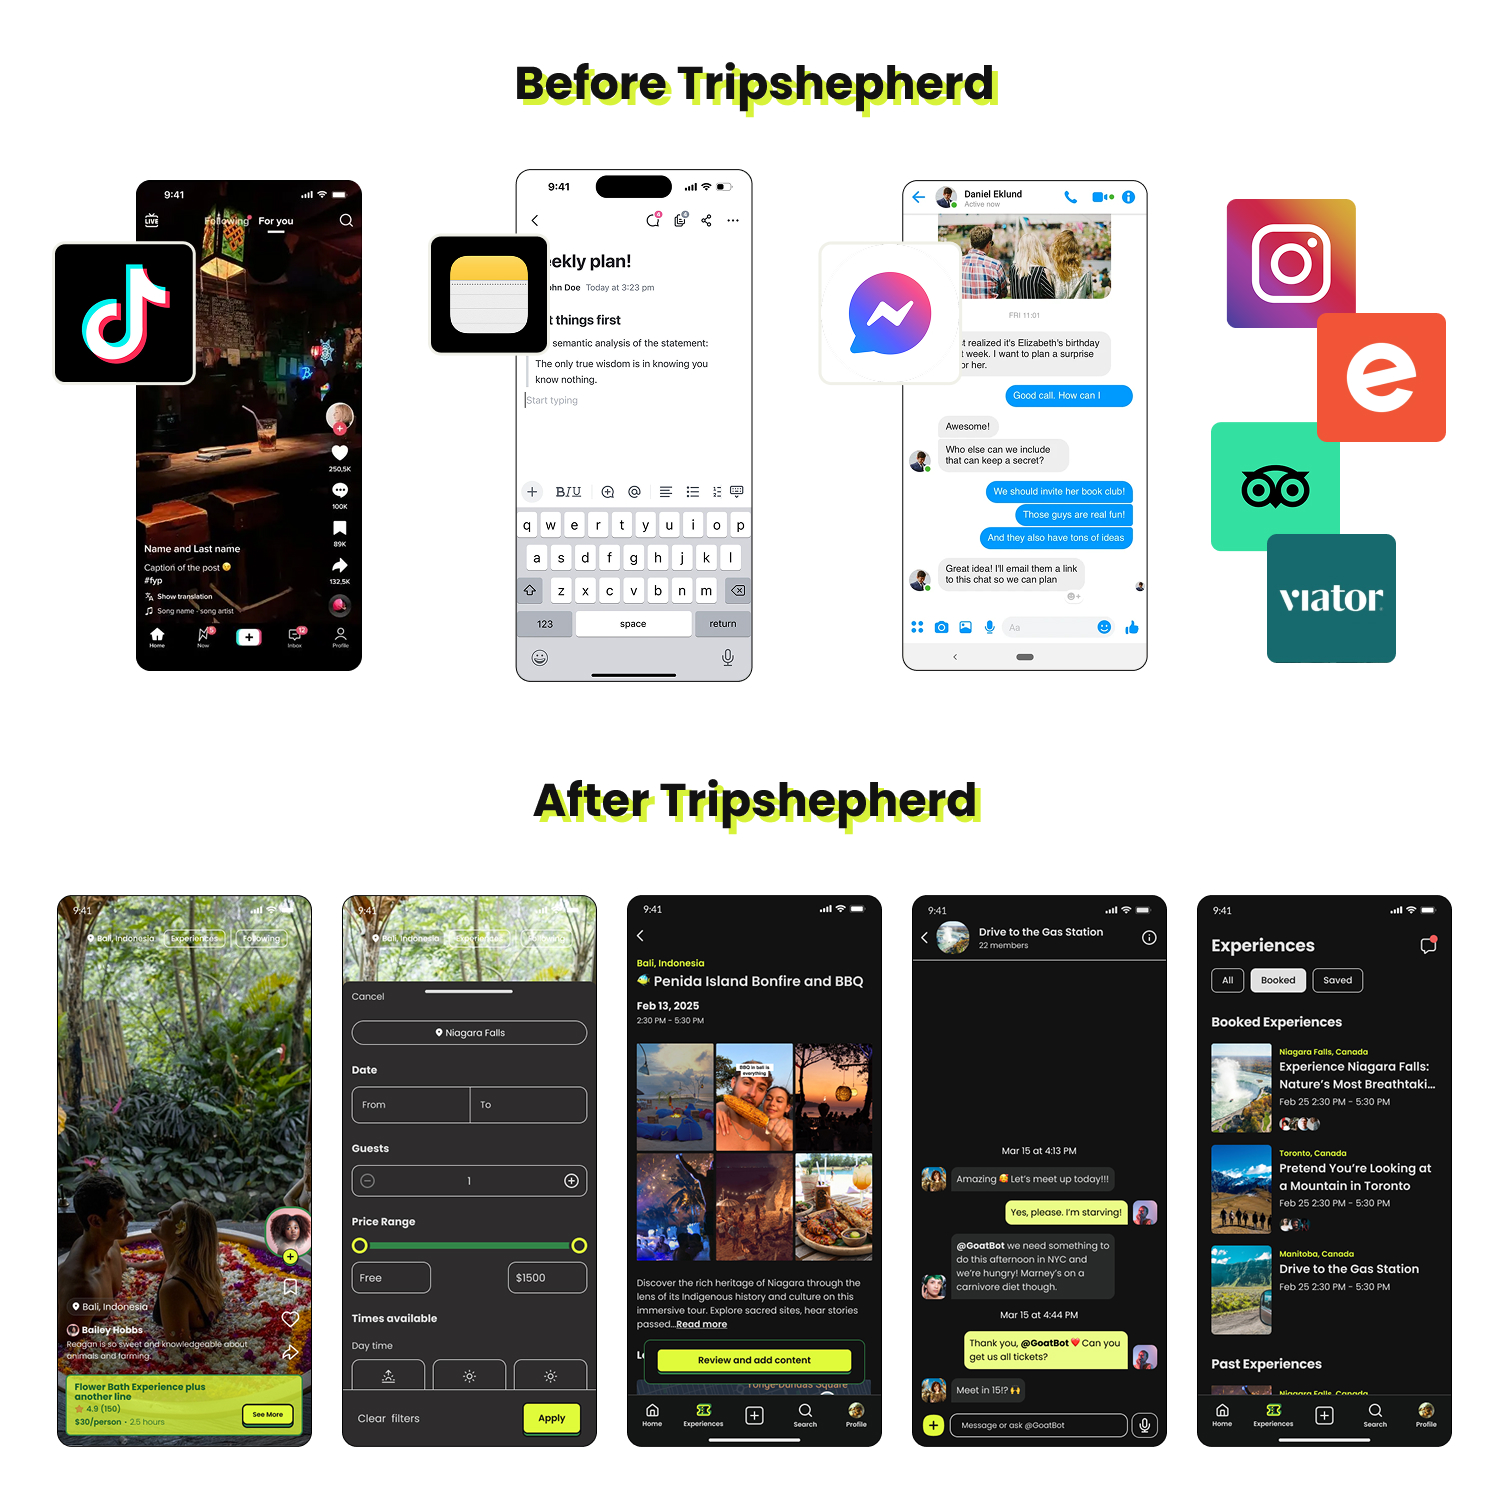 Before Tripshepherd
9:41
LIVE
Following
For you
250,5K
100K
89K
132,5K
Name and Last name
Caption of the post 😉
#fyp
Show translation
Song name - song artist
Home
Now
5
Inbox
12
Profile
9:41
ekly plan!
ohn Doe Today at 3:23 pm
t things first
semantic analysis of the statement:
The only true wisdom is in knowing you
know nothing.
Start typing
B I U
q w e r t y u i o p
a s d f g h j k l
z x c v b n m
123
space
return
Daniel Eklund
Active now
FRI 11:01
t realized it's Elizabeth's birthday
t week. I want to plan a surprise
or her.
Good call. How can I
Awesome!
Who else can we include
that can keep a secret?
We should invite her book club!
Those guys are real fun!
And they also have tons of ideas
Great idea! I'll email them a link
to this chat so we can plan
Aa
e
viator
After Tripshepherd
9:41
Bali, Indonesia
Experiences
Following
Bali, Indonesia
Bailey Hobbs
Reagan is so sweet and knowledgeable about
animals and farming.
Flower Bath Experience plus
another line
4.9 (150)
$30/person • 2.5 hours
See More
9:41
Bali, Indonesia
Experiences
Following
Cancel
Niagara Falls
Date
From
To
Guests
1
Price Range
Free
$1500
Times available
Day time
Clear filters
Apply
9:41
Bali, Indonesia
🐠 Penida Island Bonfire and BBQ
Feb 13, 2025
2:30 PM - 5:30 PM
BBQ in bali is
everything
Discover the rich heritage of Niagara through the
lens of its Indigenous history and culture on this
immersive tour. Explore sacred sites, hear stories
passed...Read more
Review and add content
Yonge-Dundas Square
Home
Experiences
Search
Profile
9:41
Drive to the Gas Station
22 members
Mar 15 at 4:13 PM
Amazing 🥰 Let's meet up today!!!
Yes, please. I'm starving!
@GoatBot we need something to
do this afternoon in NYC and
we're hungry! Marney's on a
carnivore diet though.
Mar 15 at 4:44 PM
Thank you, @GoatBot ❤️ Can you
get us all tickets?
Meet in 15!? 🙌
Message or ask @GoatBot
9:41
Experiences
All
Booked
Saved
Booked Experiences
Niagara Falls, Canada
Experience Niagara Falls:
Nature's Most Breathtaki...
Feb 25 2:30 PM - 5:30 PM
Toronto, Canada
Pretend You're Looking at
a Mountain in Toronto
Feb 25 2:30 PM - 5:30 PM
Manitoba, Canada
Drive to the Gas Station
Feb 25 2:30 PM - 5:30 PM
Past Experiences
Niagara Falls, Canada
Home
Experiences
Search
Profile